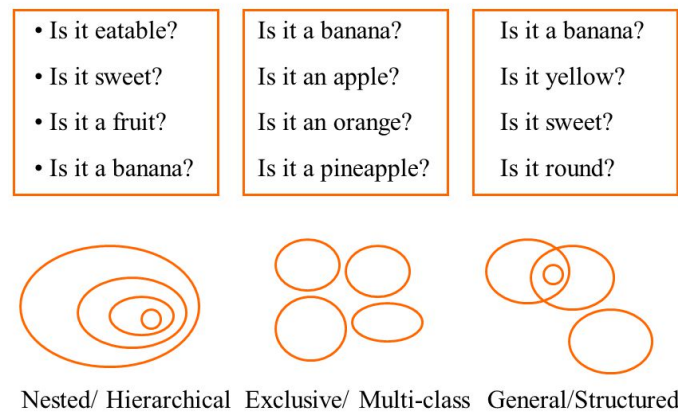 • Is it eatable?
• Is it sweet?
• Is it a fruit?
• Is it a banana?
Is it a banana?
Is it an apple?
Is it an orange?
Is it a pineapple?
Is it a banana?
Is it yellow?
Is it sweet?
Is it round?
Nested/ Hierarchical
Exclusive/ Multi-class
General/Structured